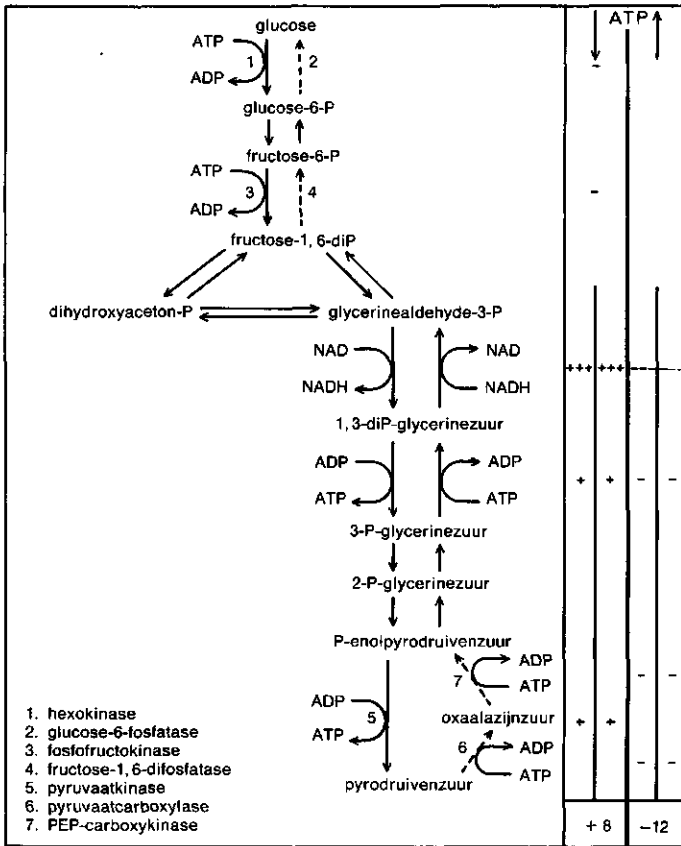 glucose
ATP
ATP
1
2
-
ADP
glucose-6-P
fructose-6-P
ATP
3
4
-
ADP
fructose-1,6-diP
dihydroxyaceton-P
glycerinealdehyde-3-P
NAD
NAD
+++
+++
---
---
NADH
NADH
1,3-diP-glycerinezuur
ADP
ADP
+
+
-
-
ATP
ATP
3-P-glycerinezuur
2-P-glycerinezuur
P-enolpyrodruivenzuur
ADP
7
ATP
-
-
ADP
5
ATP
oxaalazijnzuur
+
+
6
ADP
ATP
-
-
pyrodruivenzuur
1. hexokinase
2. glucose-6-fosfatase
3. fosfofructokinase
4. fructose-1,6-difosfatase
5. pyruvaatkinase
6. pyruvaatcarboxylase
7. PEP-carboxykinase
+ 8
-12